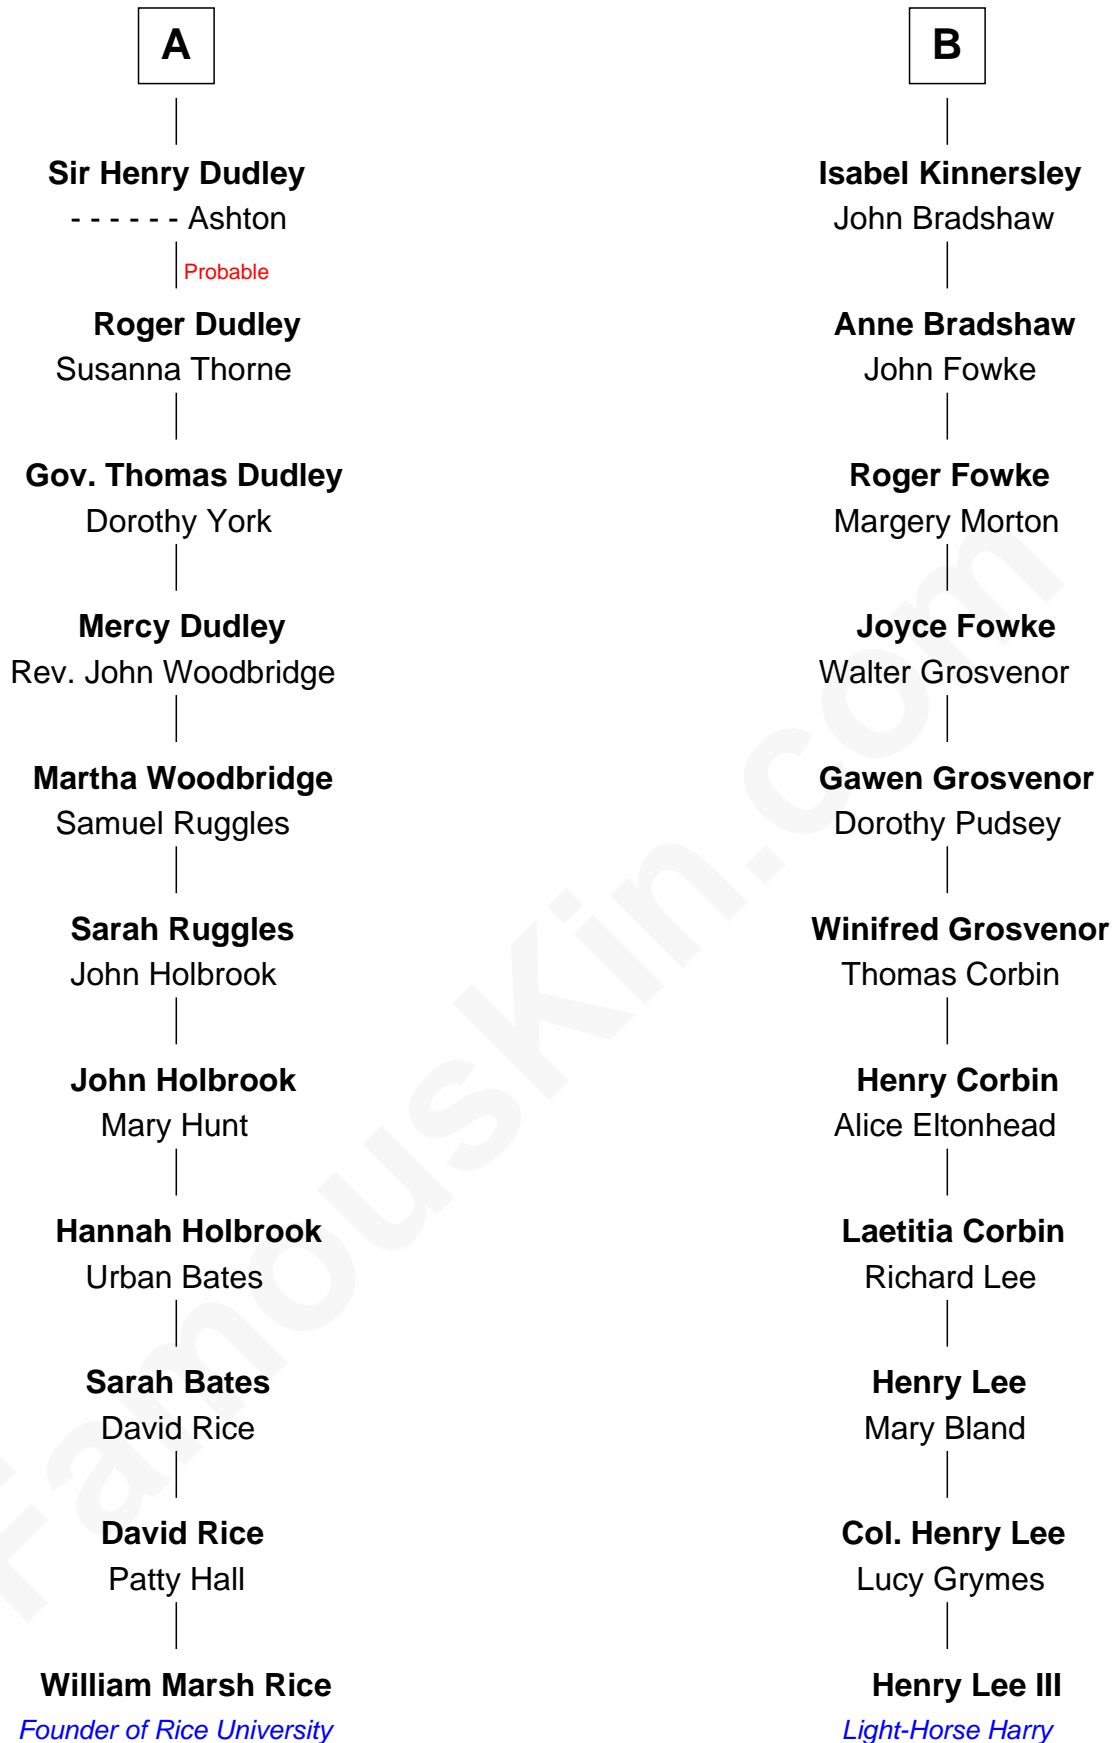 A
Sir Henry Dudley
- - - - - - Ashton
Probable
Roger Dudley
Susanna Thorne
Gov. Thomas Dudley
Dorothy York
Mercy Dudley
Rev. John Woodbridge
Martha Woodbridge
Samuel Ruggles
Sarah Ruggles
John Holbrook
John Holbrook
Mary Hunt
Hannah Holbrook
Urban Bates
Sarah Bates
David Rice
David Rice
Patty Hall
William Marsh Rice
Founder of Rice University
B
Isabel Kinnersley
John Bradshaw
Anne Bradshaw
John Fowke
Roger Fowke
Margery Morton
Joyce Fowke
Walter Grosvenor
Gawen Grosvenor
Dorothy Pudsey
Winifred Grosvenor
Thomas Corbin
Henry Corbin
Alice Eltonhead
Laetitia Corbin
Richard Lee
Henry Lee
Mary Bland
Col. Henry Lee
Lucy Grymes
Henry Lee III
Light-Horse Harry
FamousKin.com